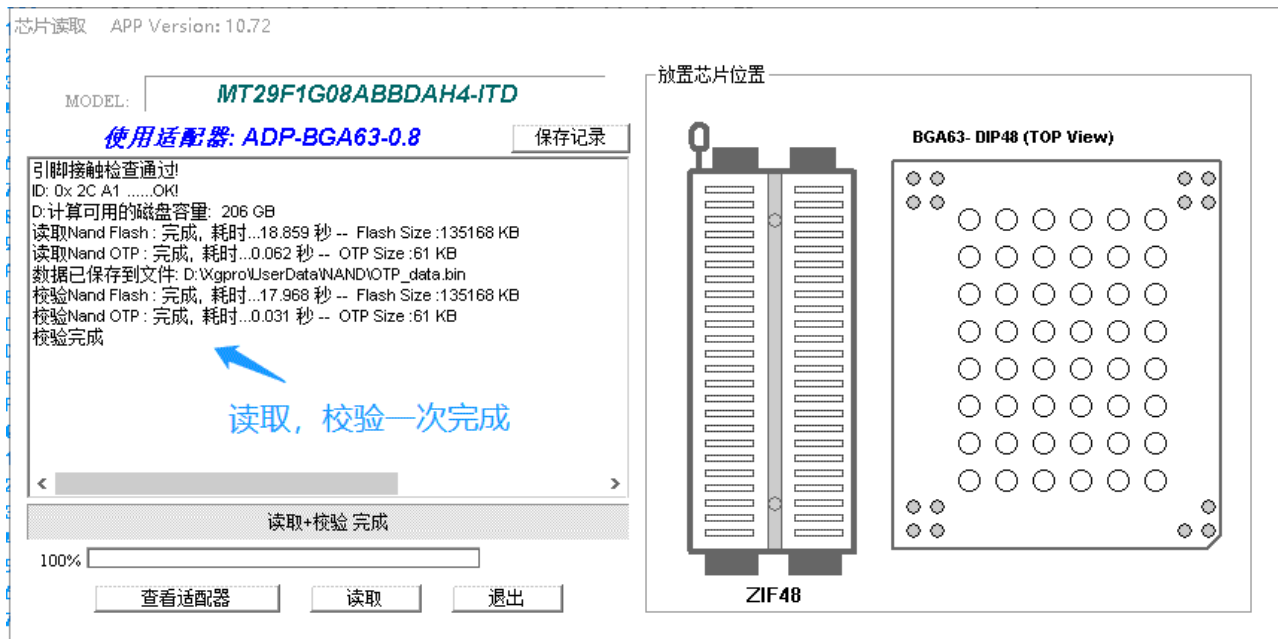 芯片读取 APP Version: 10.72
MODEL: MT29F1G08ABBDAH4-ITD
使用适配器: ADP-BGA63-0.8
保存记录
引脚接触检查通过!
ID: 0x 2C A1 ......OK!
D:计算可用的磁盘容量: 206 GB
读取Nand Flash : 完成, 耗时...18.859 秒 -- Flash Size :135168 KB
读取Nand OTP : 完成, 耗时...0.062 秒 -- OTP Size :61 KB
数据已保存到文件: D:\Xgpro\UserData\NAND\OTP_data.bin
校验Nand Flash : 完成, 耗时...17.968 秒 -- Flash Size :135168 KB
校验Nand OTP : 完成, 耗时...0.031 秒 -- OTP Size :61 KB
校验完成
读取，校验一次完成
读取+校验 完成
100%
查看适配器
读取
退出
放置芯片位置
BGA63- DIP48 (TOP View)
ZIF48